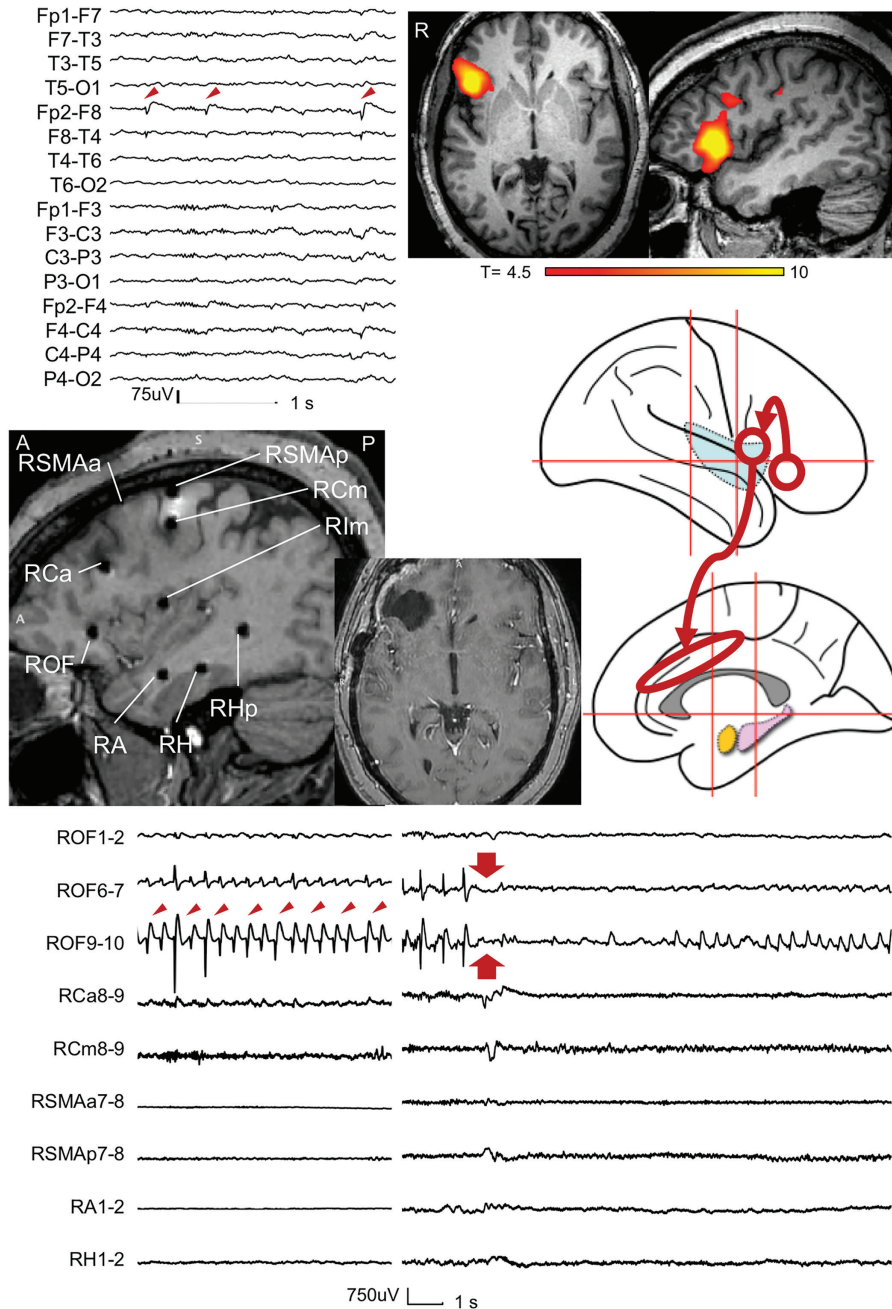 Fp1-F7
F7-T3
T3-T5
T5-O1
Fp2-F8
F8-T4
T4-T6
T6-O2
Fp1-F3
F3-C3
C3-P3
P3-O1
Fp2-F4
F4-C4
C4-P4
P4-O2
75uV 1 s
R
T= 4.5 10
A S P
RSMAa RSMAp
RCm
RIm
RCa
A
ROF
RHp
RA RH
A
ROF1-2
ROF6-7
ROF9-10
RCa8-9
RCm8-9
RSMAa7-8
RSMAp7-8
RA1-2
RH1-2
750uV 1 s